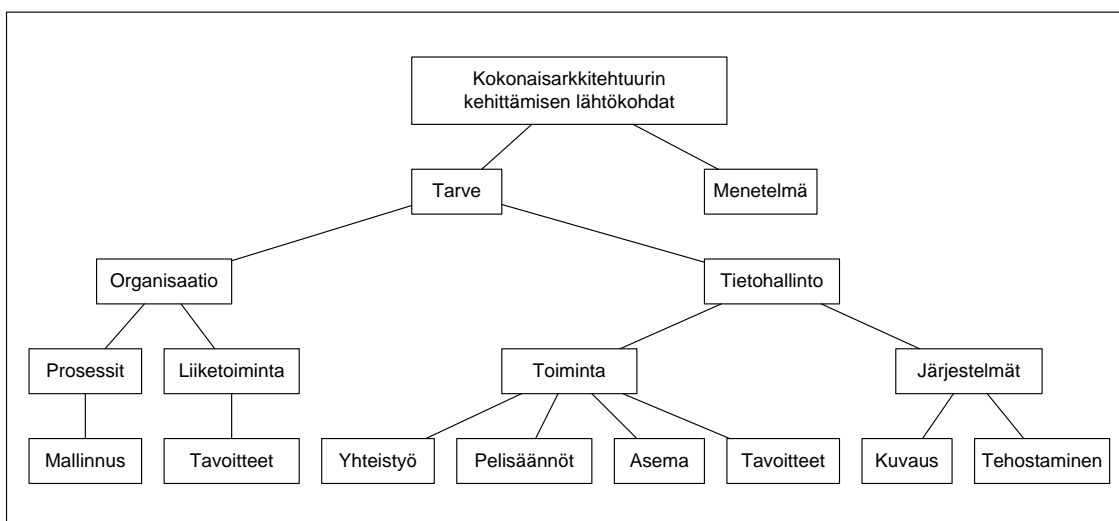 Kokonaisarkkitehtuurin
kehittämisen lähtökohdat
Tarve
Menetelmä
Organisaatio
Tietohallinto
Prosessit
Liiketoiminta
Toiminta
Järjestelmät
Mallinnus
Tavoitteet
Yhteistyö
Pelisäännöt
Asema
Tavoitteet
Kuvaus
Tehostaminen